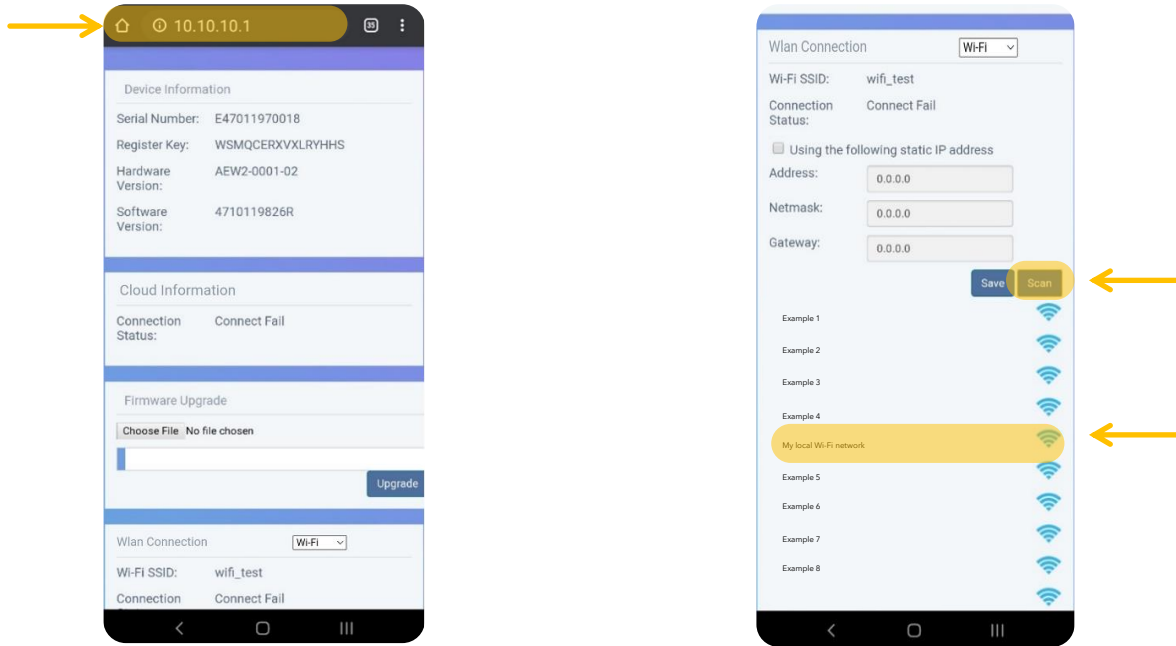 10.10.10.1
35
Device Information
Serial Number: E47011970018
Register Key: WSMQCERXVXLRYHHS
Hardware AEW2-0001-02
Version:
Software 4710119826R
Version:
Cloud Information
Connection Connect Fail
Status:
Firmware Upgrade
Choose File No file chosen
Upgrade
Wlan Connection Wi-Fi
Wi-Fi SSID: wifi_test
Connection Connect Fail
Wlan Connection Wi-Fi
Wi-Fi SSID: wifi_test
Connection Connect Fail
Status:
Using the following static IP address
Address: 0.0.0.0
Netmask: 0.0.0.0
Gateway: 0.0.0.0
Save Scan
Example 1
Example 2
Example 3
Example 4
My local Wi-Fi network
Example 5
Example 6
Example 7
Example 8